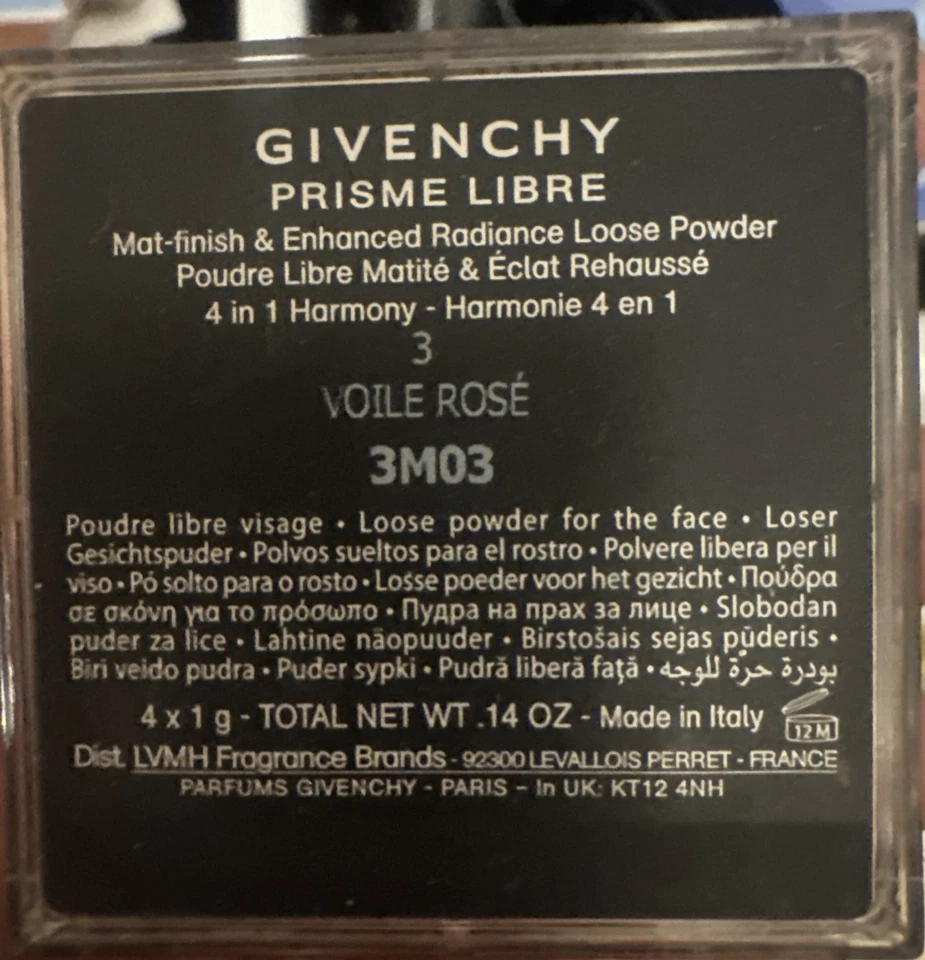 GIVENCHY
PRISME LIBRE
Mat-finish & Enhanced Radiance Loose Powder
Poudre Libre Matité & Éclat Rehaussé
4 in 1 Harmony - Harmonie 4 en 1
3
VOILE ROSÉ
3M03
Poudre libre visage • Loose powder for the face • Loser
Gesichtspuder • Polvos sueltos para el rostro • Polvere libera per il
viso • Pó solto para o rosto • Losse poeder voor het gezicht • Πούδρα
σε σκόνη για το πρόσωπο • Пудра на прах за лице • Slobodan
puder za lice • Lahtine näopuuder • Birstošais sejas pūderis •
Biri veido pudra • Puder sypki • Pudră liberă faţă • بودرة حرّة للوجه
4 x 1 g - TOTAL NET WT .14 OZ - Made in Italy 12M
Dist. LVMH Fragrance Brands - 92300 LEVALLOIS PERRET - FRANCE
PARFUMS GIVENCHY - PARIS - In UK: KT12 4NH